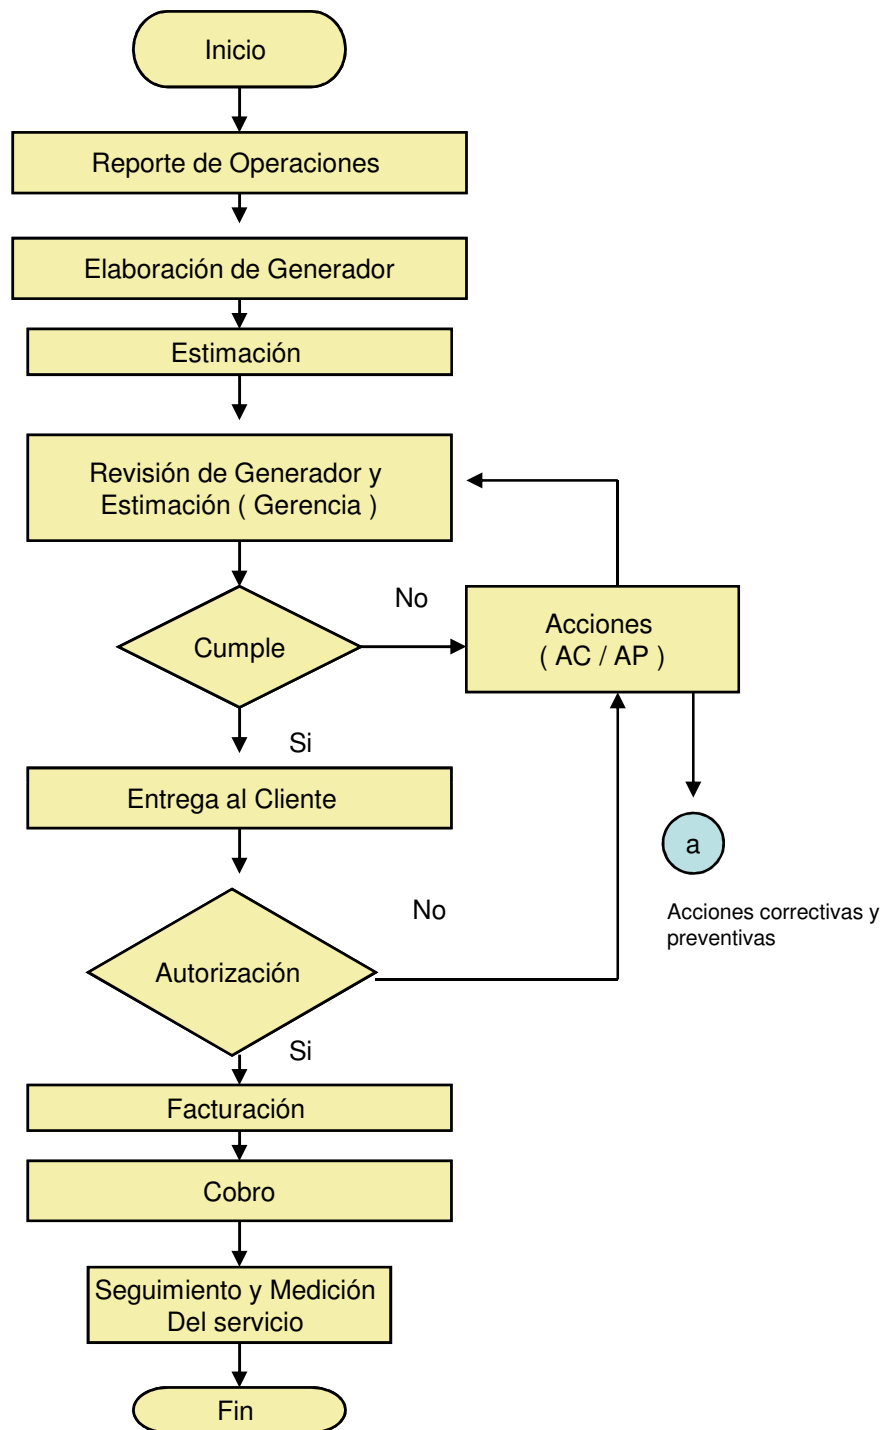 Inicio
Reporte de Operaciones
Elaboración de Generador
Estimación
Revisión de Generador y
Estimación ( Gerencia )
No
Cumple
Acciones
( AC / AP )
Si
Entrega al Cliente
a
No
Acciones correctivas y
preventivas
Autorización
Si
Facturación
Cobro
Seguimiento y Medición
Del servicio
Fin